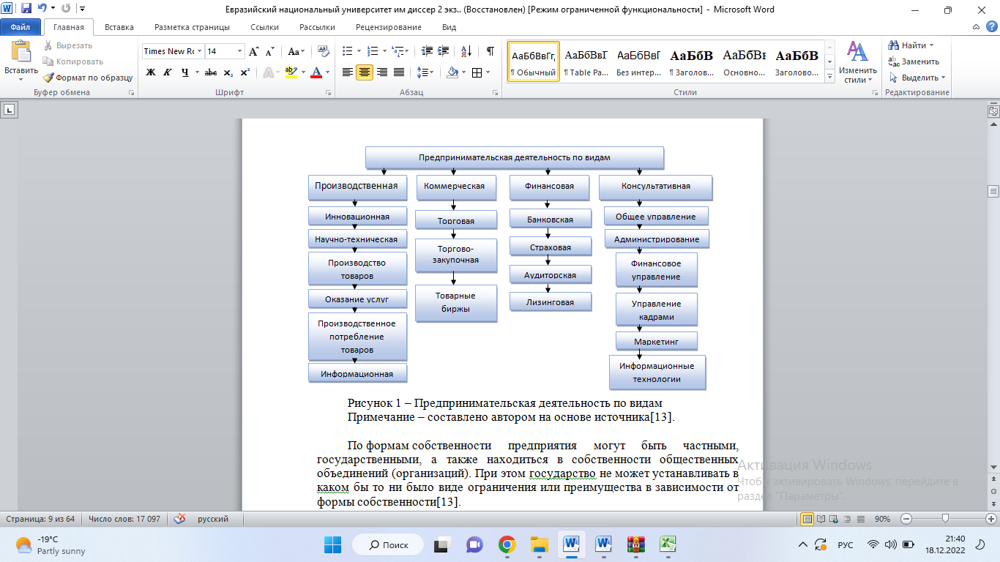 Евразийский национальный университет им диссер 2 экз.. (Восстановлен) [Режим ограниченной функциональности] - Microsoft Word
Файл Главная Вставка Разметка страницы Ссылки Рассылки Рецензирование Вид
Вставить
Вырезать
Копировать
Формат по образцу
Буфер обмена
Times New Ro 14
Ж К Ч abc x₂ x²
Шрифт
Абзац
АаБбВвГг, АаБбВвГ АаБбВвГ АаБбВ АаБбВв АаБбВ
¶ Обычный ¶ Table Pa... Без интер... ¶ Заголов... Осново... Заголово...
Стили
Изменить стили
Найти
Заменить
Выделить
Редактирование
Предпринимательская деятельность по видам
Производственная
Инновационная
Научно-техническая
Производство
товаров
Оказание услуг
Производственное
потребление
товаров
Информационная
Коммерческая
Торговая
Торгово-
закупочная
Товарные
биржы
Финансовая
Банковская
Страховая
Аудиторская
Лизинговая
Консультативная
Общее управление
Администрирование
Финансовое
управление
Управление
кадрами
Маркетинг
Информационные
технологии
Рисунок 1 – Предпринимательская деятельность по видам
Примечание – составлено автором на основе источника[13].
По формам собственности предприятия могут быть частными,
государственными, а также находиться в собственности общественных
объединений (организаций). При этом государство не может устанавливать в
каком бы то ни было виде ограничения или преимущества в зависимости от
формы собственности[13].
Активация Windows
Чтобы активировать Windows, перейдите в
раздел "Параметры".
Страница: 9 из 64 Число слов: 17 097 русский 90%
-19°C
Partly sunny
Поиск
РУС
21:40
18.12.2022